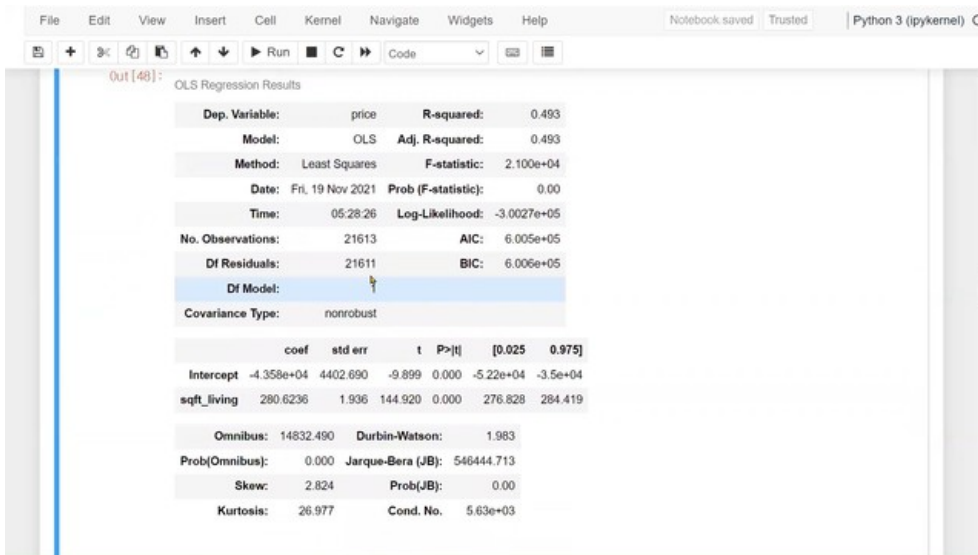 File Edit View Insert Cell Kernel Navigate Widgets Help Notebook saved Trusted Python 3 (ipykernel)
Run Code
Out[48]:
OLS Regression Results
Dep. Variable: price R-squared: 0.493
Model: OLS Adj. R-squared: 0.493
Method: Least Squares F-statistic: 2.100e+04
Date: Fri, 19 Nov 2021 Prob (F-statistic): 0.00
Time: 05:28:26 Log-Likelihood: -3.0027e+05
No. Observations: 21613 AIC: 6.005e+05
Df Residuals: 21611 BIC: 6.006e+05
Df Model: 1
Covariance Type: nonrobust
coef std err t P>|t| [0.025 0.975]
Intercept -4.358e+04 4402.690 -9.899 0.000 -5.22e+04 -3.5e+04
sqft_living 280.6236 1.936 144.920 0.000 276.828 284.419
Omnibus: 14832.490 Durbin-Watson: 1.983
Prob(Omnibus): 0.000 Jarque-Bera (JB): 546444.713
Skew: 2.824 Prob(JB): 0.00
Kurtosis: 26.977 Cond. No. 5.63e+03